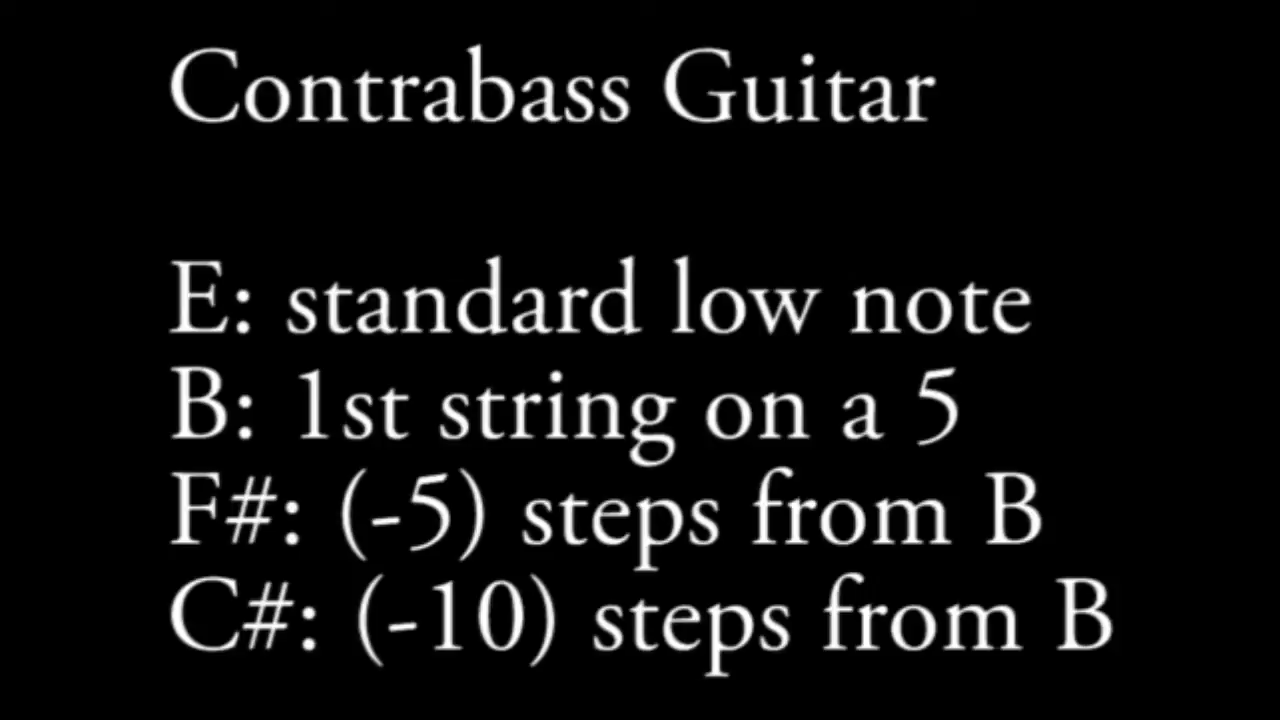 Contrabass Guitar
E: standard low note
B: 1st string on a 5
F#: (-5) steps from B
C#: (-10) steps from B